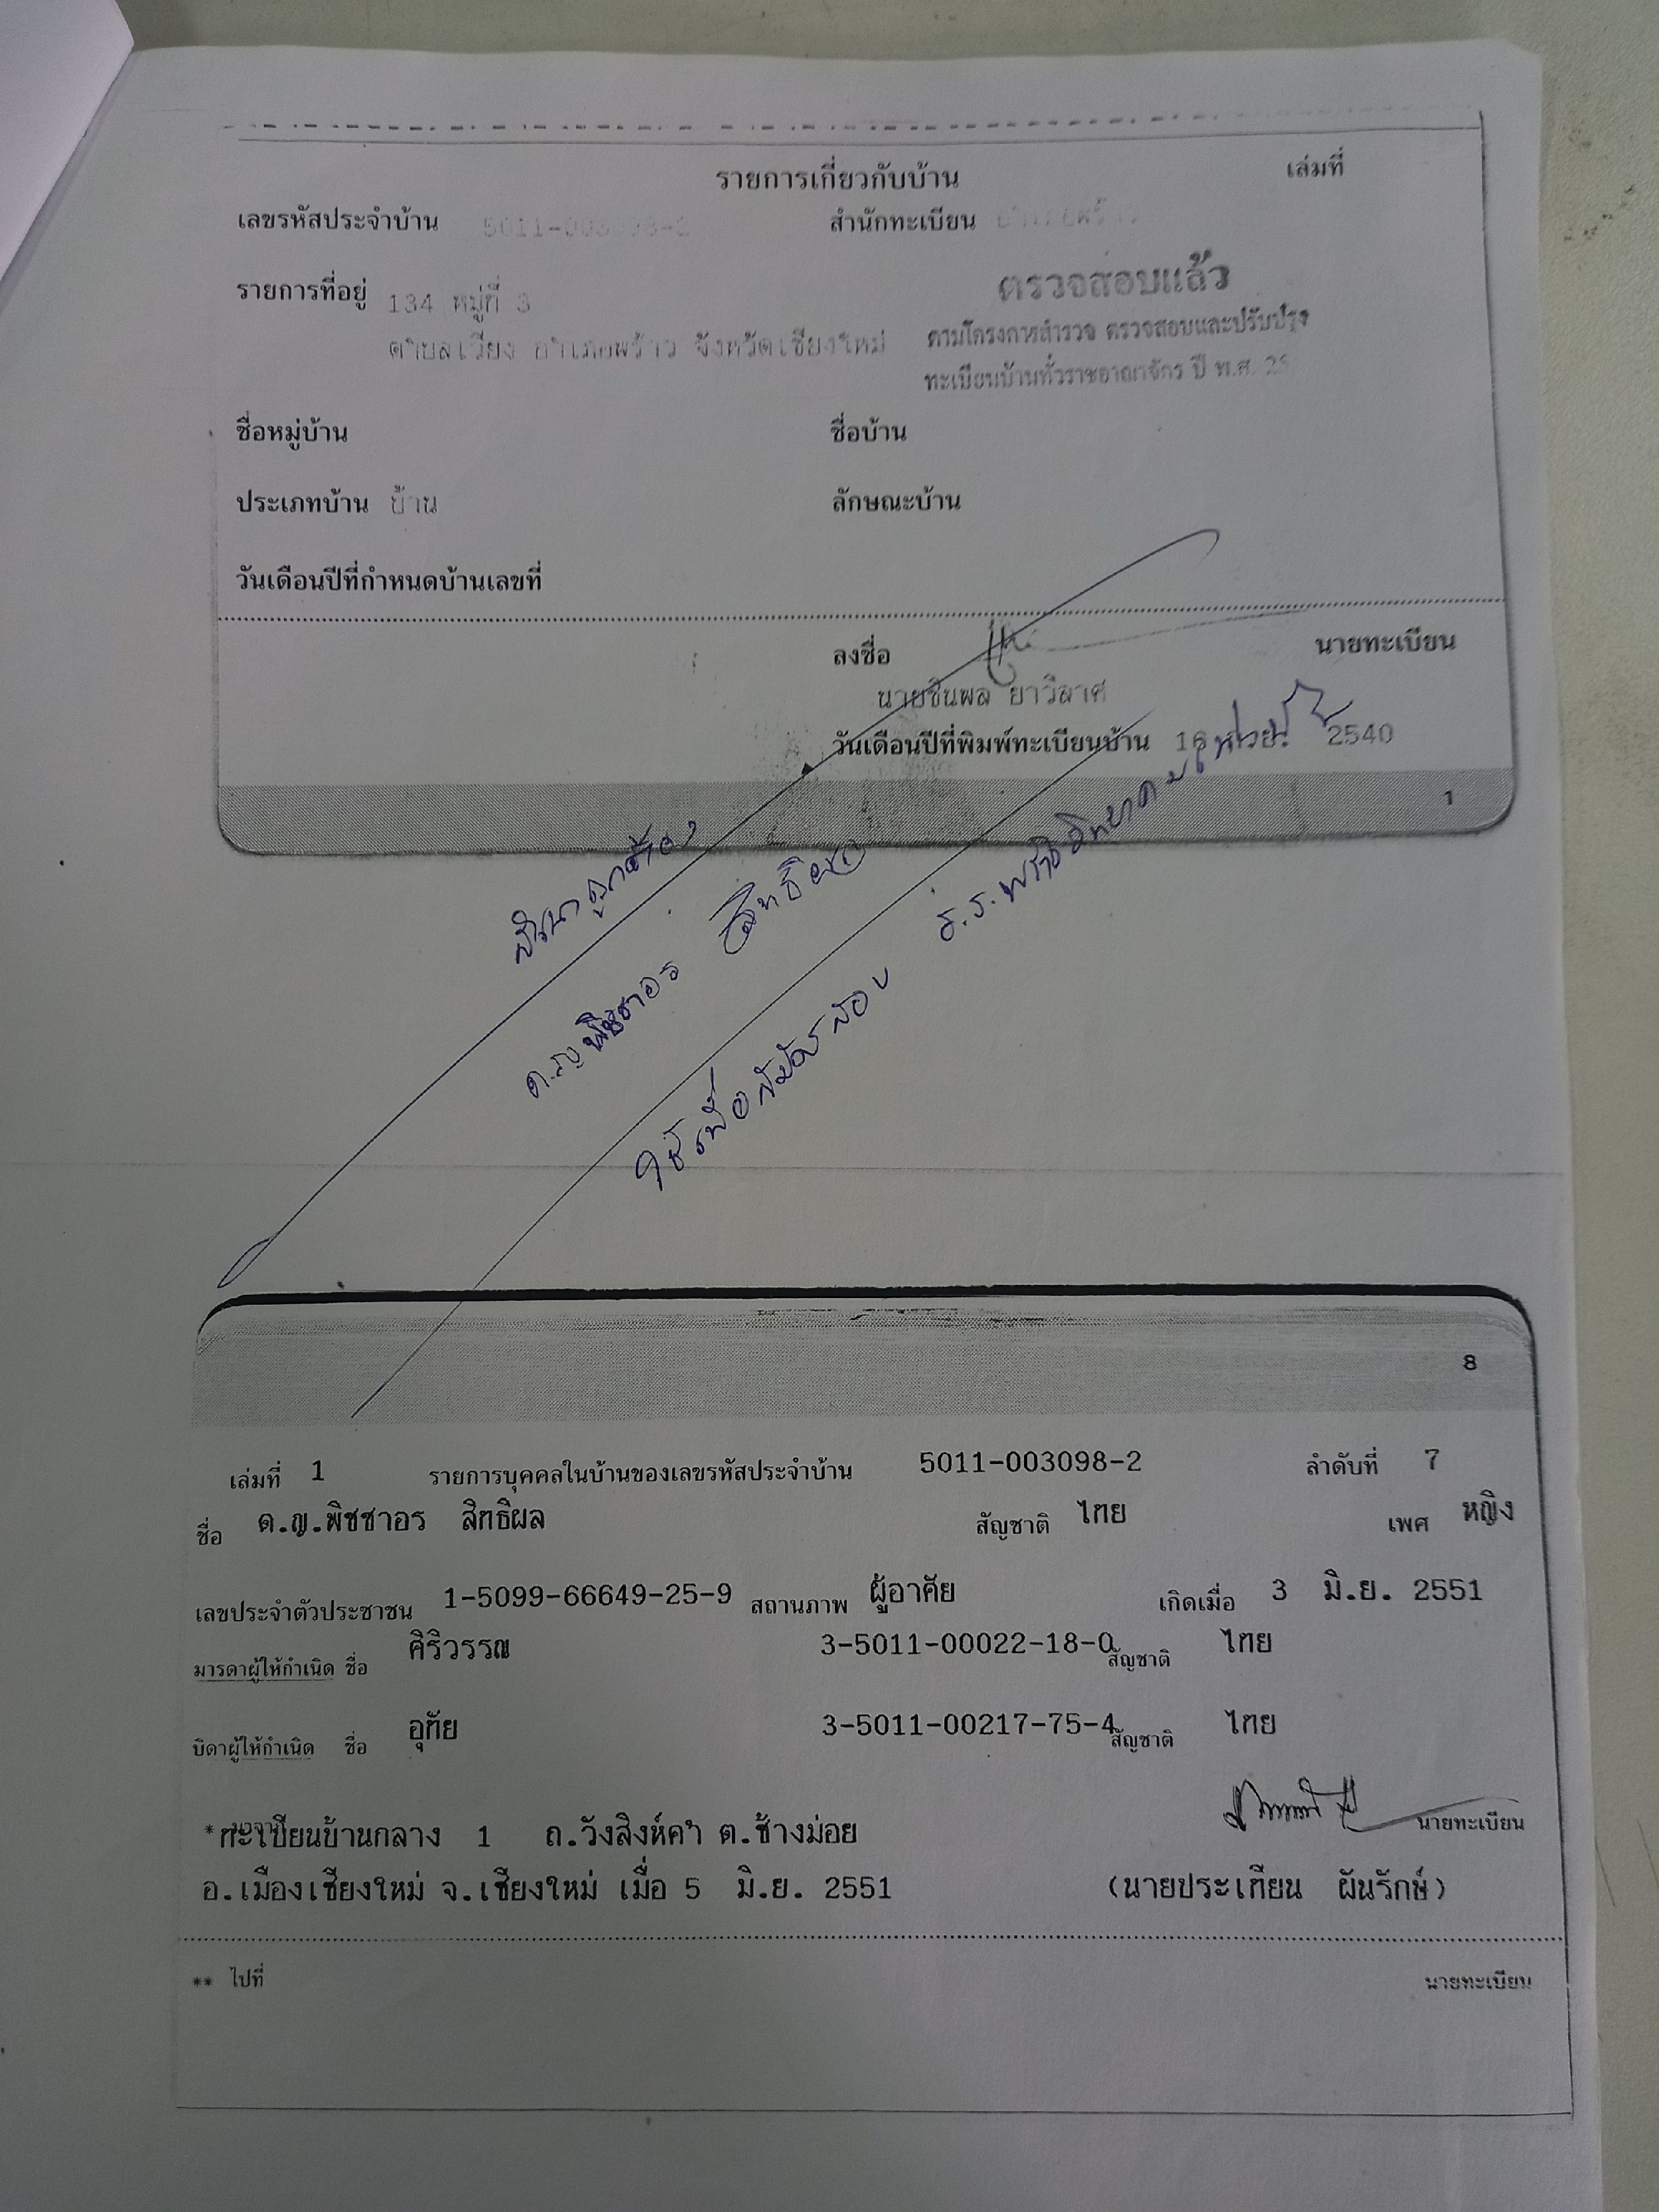 เล่มที่
รายการเกี่ยวกับบ้าน
เลขรหัสประจำบ้าน 5011-003098-2 สำนักทะเบียน อำเภอพร้าว
รายการที่อยู่ 134 หมู่ที่ 3
ตำบลเวียง อำเภอพร้าว จังหวัดเชียงใหม่
ตรวจสอบแล้ว
ตามโครงการสำรวจ ตรวจสอบและปรับปรุง
ทะเบียนบ้านทั่วราชอาณาจักร ปี พ.ศ. 25
ชื่อหมู่บ้าน ชื่อบ้าน
ประเภทบ้าน บ้าน ลักษณะบ้าน
วันเดือนปีที่กำหนดบ้านเลขที่
ลงชื่อ นายทะเบียน
นายชินพล ยาวิลาศ
วันเดือนปีที่พิมพ์ทะเบียนบ้าน 16 2540
1
สำเนาถูกต้อง
ด.ญ พิชชาอร สิทธิผล
ใช้เพื่อสมัครสอบ ร.ร.พร้าววิทยาคม
8
เล่มที่ 1 รายการบุคคลในบ้านของเลขรหัสประจำบ้าน 5011-003098-2 ลำดับที่ 7
ชื่อ ด.ญ.พิชชาอร สิทธิผล สัญชาติ ไทย เพศ หญิง
เลขประจำตัวประชาชน 1-5099-66649-25-9 สถานภาพ ผู้อาศัย เกิดเมื่อ 3 มิ.ย. 2551
มารดาผู้ให้กำเนิด ชื่อ ศิริวรรณ 3-5011-00022-18-0 สัญชาติ ไทย
บิดาผู้ให้กำเนิด ชื่อ อุทัย 3-5011-00217-75-4 สัญชาติ ไทย
* มาจาก ทะเบียนบ้านกลาง 1 ถ.วังสิงห์คำ ต.ช้างม่อย นายทะเบียน
อ.เมืองเชียงใหม่ จ.เชียงใหม่ เมื่อ 5 มิ.ย. 2551 (นายประเทียน ผันรักษ์)
** ไปที่ นายทะเบียน